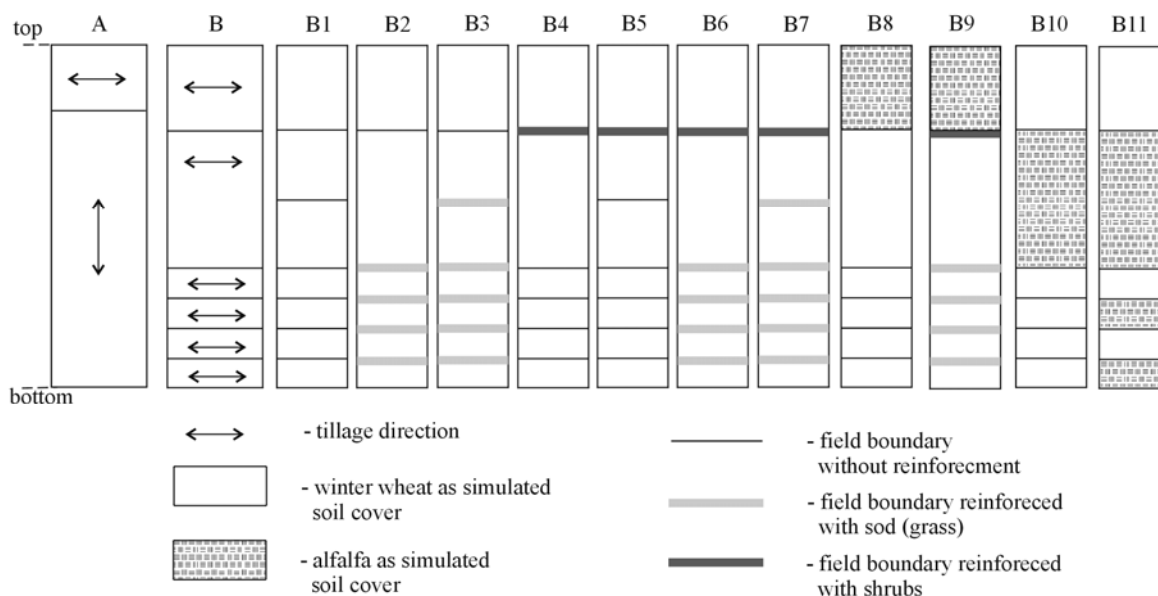 A B B1 B2 B3 B4 B5 B6 B7 B8 B9 B10 B11
top
bottom
- tillage direction
- winter wheat as simulated
soil cover
- alfalfa as simulated
soil cover
- field boundary
without reinforecment
- field boundary reinforeced
with sod (grass)
- field boundary reinforeced
with shrubs